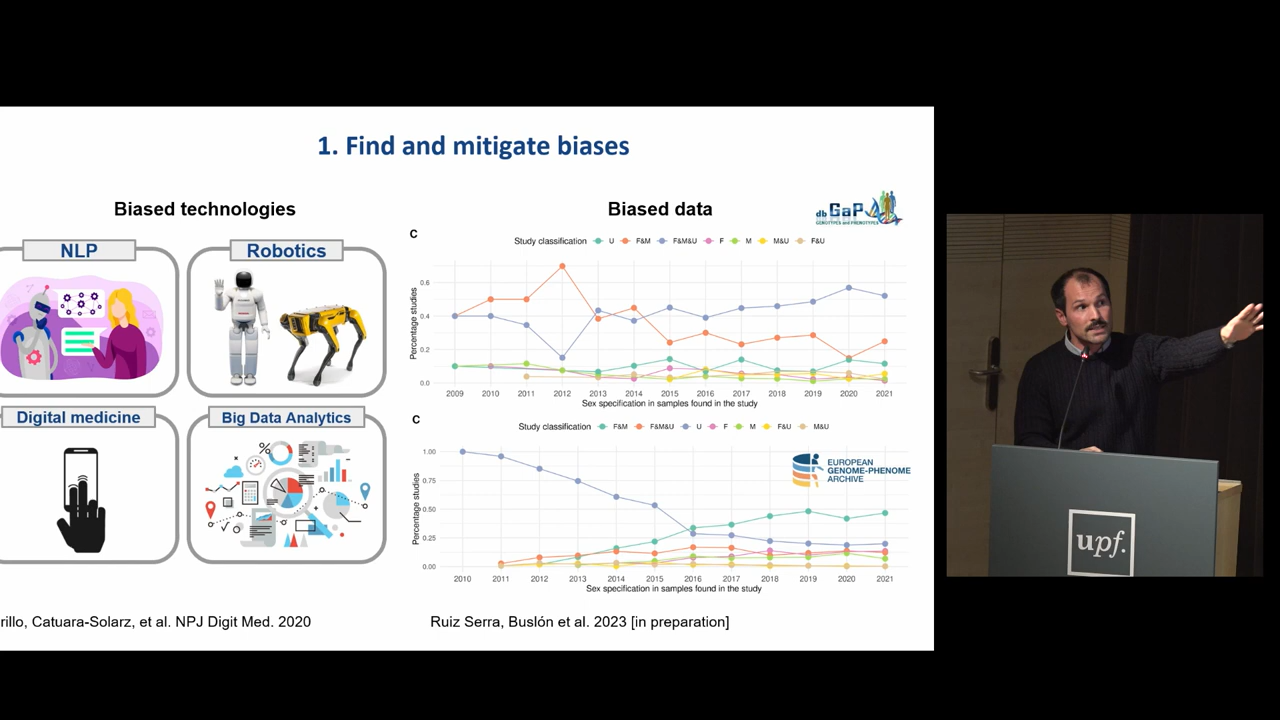 1. Find and mitigate biases
Biased technologies
NLP
Robotics
Digital medicine
Big Data Analytics
rillo, Catuara-Solarz, et al. NPJ Digit Med. 2020
Biased data
db GaP
GENOTYPES and PHENOTYPES
C
Study classification U F&M F&M&U F M M&U F&U
Percentage studies
0.6
0.4
0.2
0.0
2009 2010 2011 2012 2013 2014 2015 2016 2017 2018 2019 2020 2021
Sex specification in samples found in the study
C
Study classification F&M F&M&U U F M F&U M&U
EUROPEAN
GENOME-PHENOME
ARCHIVE
Percentage studies
1.00
0.75
0.50
0.25
0.00
2010 2011 2012 2013 2014 2015 2016 2017 2018 2019 2020 2021
Sex specification in samples found in the study
Ruiz Serra, Buslón et al. 2023 [in preparation]
upf.